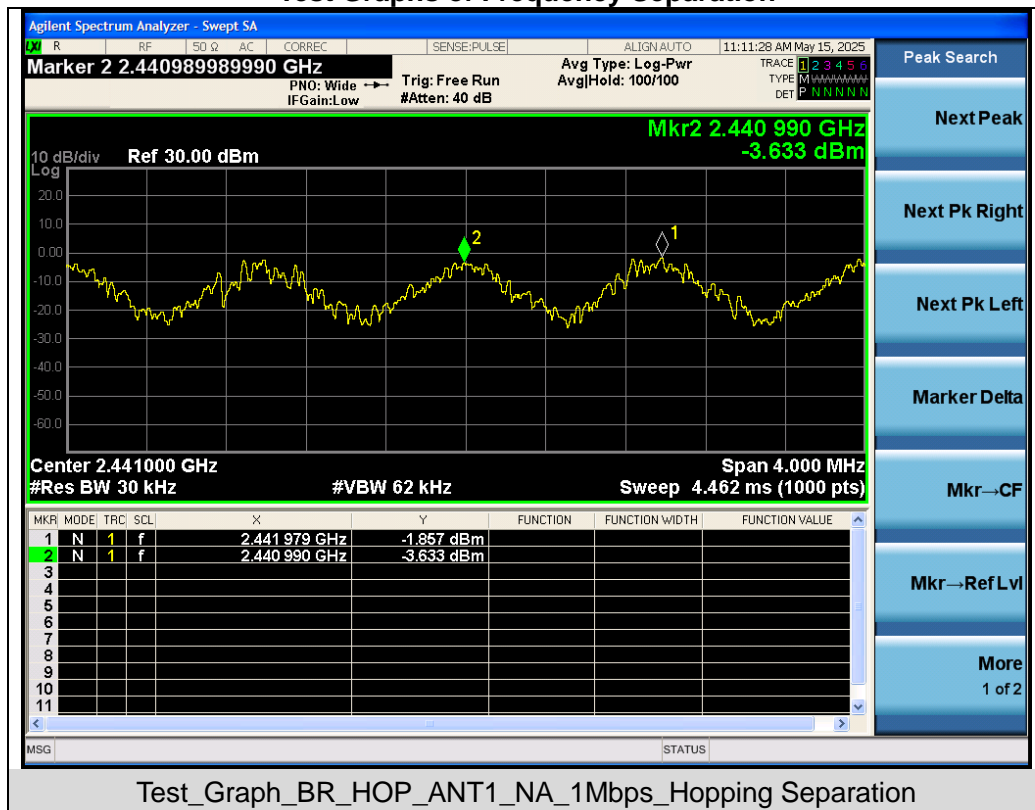 Test Graphs of Frequency Separation
Agilent Spectrum Analyzer - Swept SA
LXI R RF 50 Ω AC CORREC SENSE:PULSE ALIGN AUTO 11:11:28 AM May 15, 2025
Marker 2 2.440989989990 GHz
PNO: Wide
IFGain:Low
Trig: Free Run
#Atten: 40 dB
Avg Type: Log-Pwr
Avg|Hold: 100/100
TRACE 1 2 3 4 5 6
TYPE M W W W W W
DET P N N N N N
Mkr2 2.440 990 GHz
-3.633 dBm
10 dB/div Ref 30.00 dBm
Log
20.0
10.0
0.00
-10.0
-20.0
-30.0
-40.0
-50.0
-60.0
2
1
Center 2.441000 GHz Span 4.000 MHz
#Res BW 30 kHz #VBW 62 kHz Sweep 4.462 ms (1000 pts)
MKR MODE TRC SCL X Y FUNCTION FUNCTION WIDTH FUNCTION VALUE
1 N 1 f 2.441 979 GHz -1.857 dBm
2 N 1 f 2.440 990 GHz -3.633 dBm
3
4
5
6
7
8
9
10
11
MSG STATUS
Peak Search
Next Peak
Next Pk Right
Next Pk Left
Marker Delta
Mkr→CF
Mkr→Ref Lvl
More
1 of 2
Test_Graph_BR_HOP_ANT1_NA_1Mbps_Hopping Separation